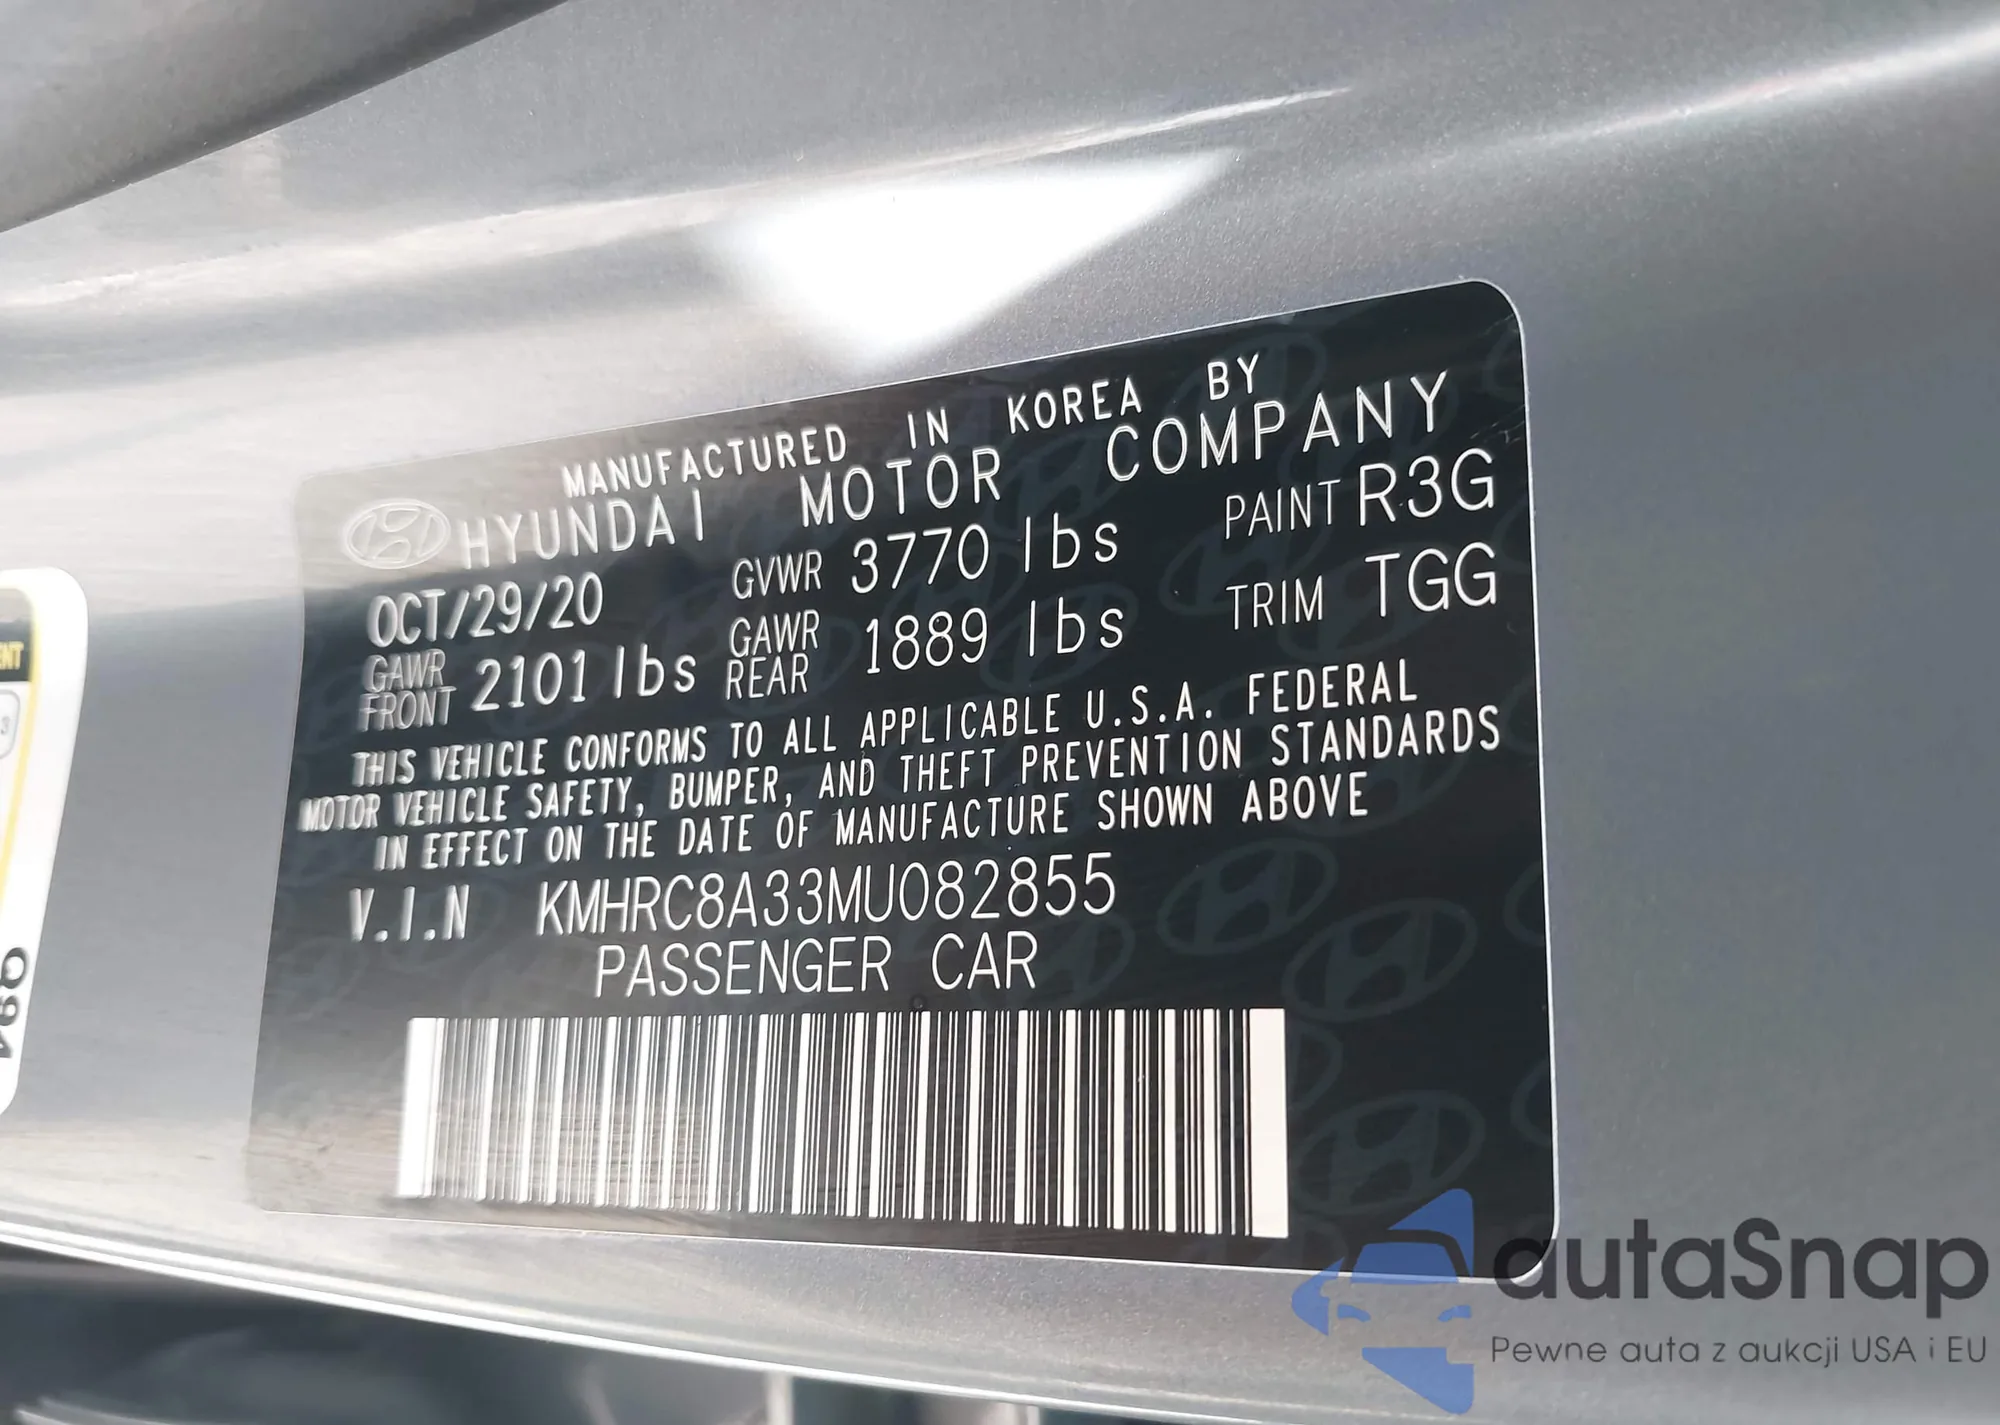 MANUFACTURED IN KOREA BY
HYUNDAI MOTOR COMPANY
OCT/29/20 GVWR 3770 lbs PAINT R3G
GAWR FRONT 2101 lbs GAWR REAR 1889 lbs TRIM TGG
THIS VEHICLE CONFORMS TO ALL APPLICABLE U.S.A. FEDERAL
MOTOR VEHICLE SAFETY, BUMPER, AND THEFT PREVENTION STANDARDS
IN EFFECT ON THE DATE OF MANUFACTURE SHOWN ABOVE
V.I.N KMHRC8A33MU082855
PASSENGER CAR
autaSnap
Pewne auta z aukcji USA i EU